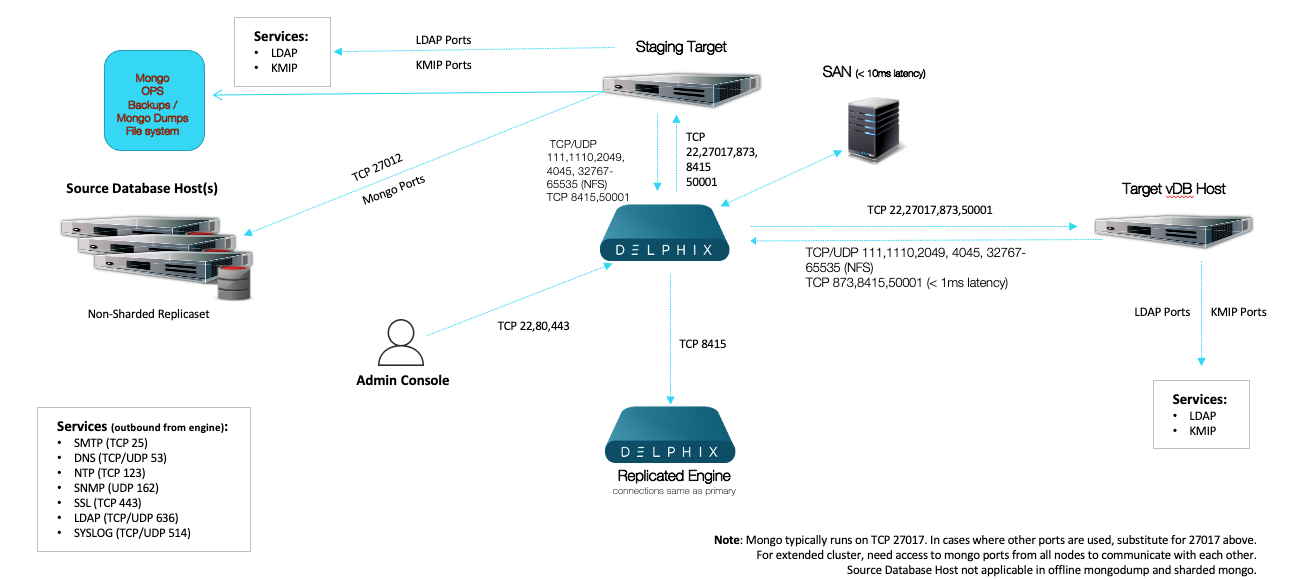 Services:
• LDAP
• KMIP
LDAP Ports
KMIP Ports
Staging Target
SAN (< 10ms latency)
Mongo
OPS
Backups /
Mongo Dumps
File system
TCP 27012
Mongo Ports
TCP/UDP
111,1110,2049,
4045, 32767-
65535 (NFS)
TCP 8415,50001
TCP
22,27017,873,
8415
50001
Source Database Host(s)
Non-Sharded Replicaset
DELPHIX
TCP 22,27017,873,50001
Target vDB Host
TCP/UDP 111,1110,2049, 4045, 32767-
65535 (NFS)
TCP 873,8415,50001 (< 1ms latency)
LDAP Ports
KMIP Ports
TCP 22,80,443
Admin Console
TCP 8415
Services:
• LDAP
• KMIP
DELPHIX
Replicated Engine
connections same as primary
Services (outbound from engine):
• SMTP (TCP 25)
• DNS (TCP/UDP 53)
• NTP (TCP 123)
• SNMP (UDP 162)
• SSL (TCP 443)
• LDAP (TCP/UDP 636)
• SYSLOG (TCP/UDP 514)
Note: Mongo typically runs on TCP 27017. In cases where other ports are used, substitute for 27017 above.
For extended cluster, need access to mongo ports from all nodes to communicate with each other.
Source Database Host not applicable in offline mongodump and sharded mongo.